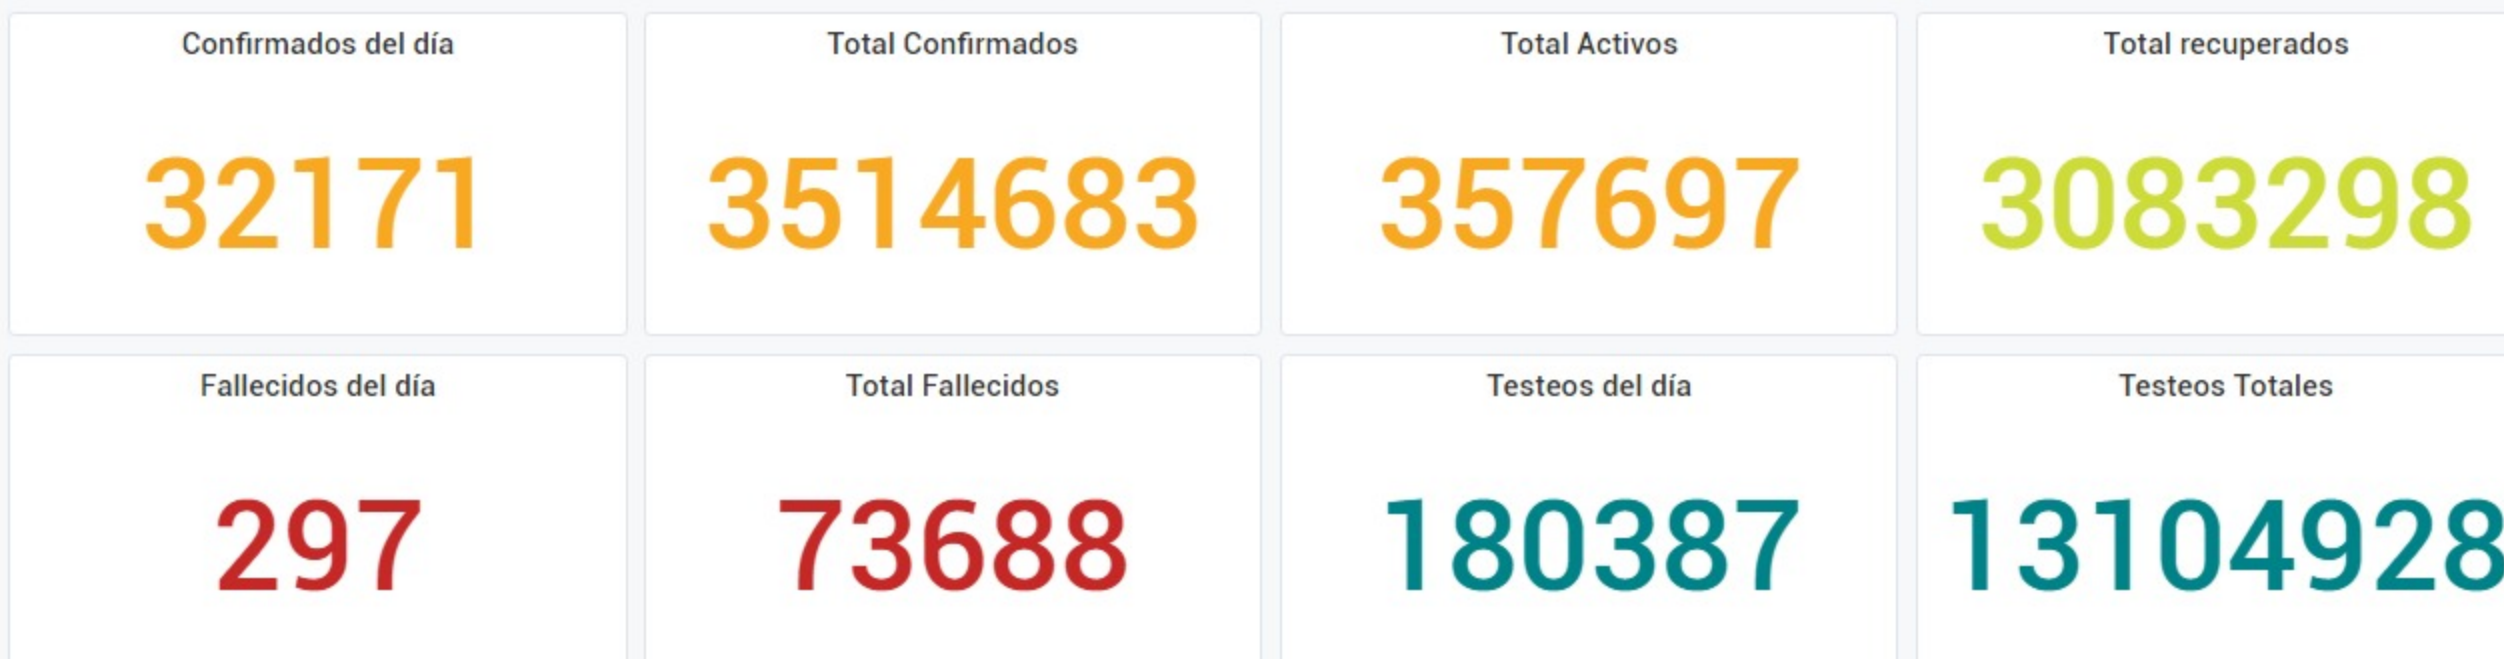 Confirmados del día
Total Confirmados
Total Activos
Total recuperados
32171
3514683
357697
3083298
Fallecidos del día
Total Fallecidos
Testeos del día
Testeos Totales
297
73688
180387
13104928